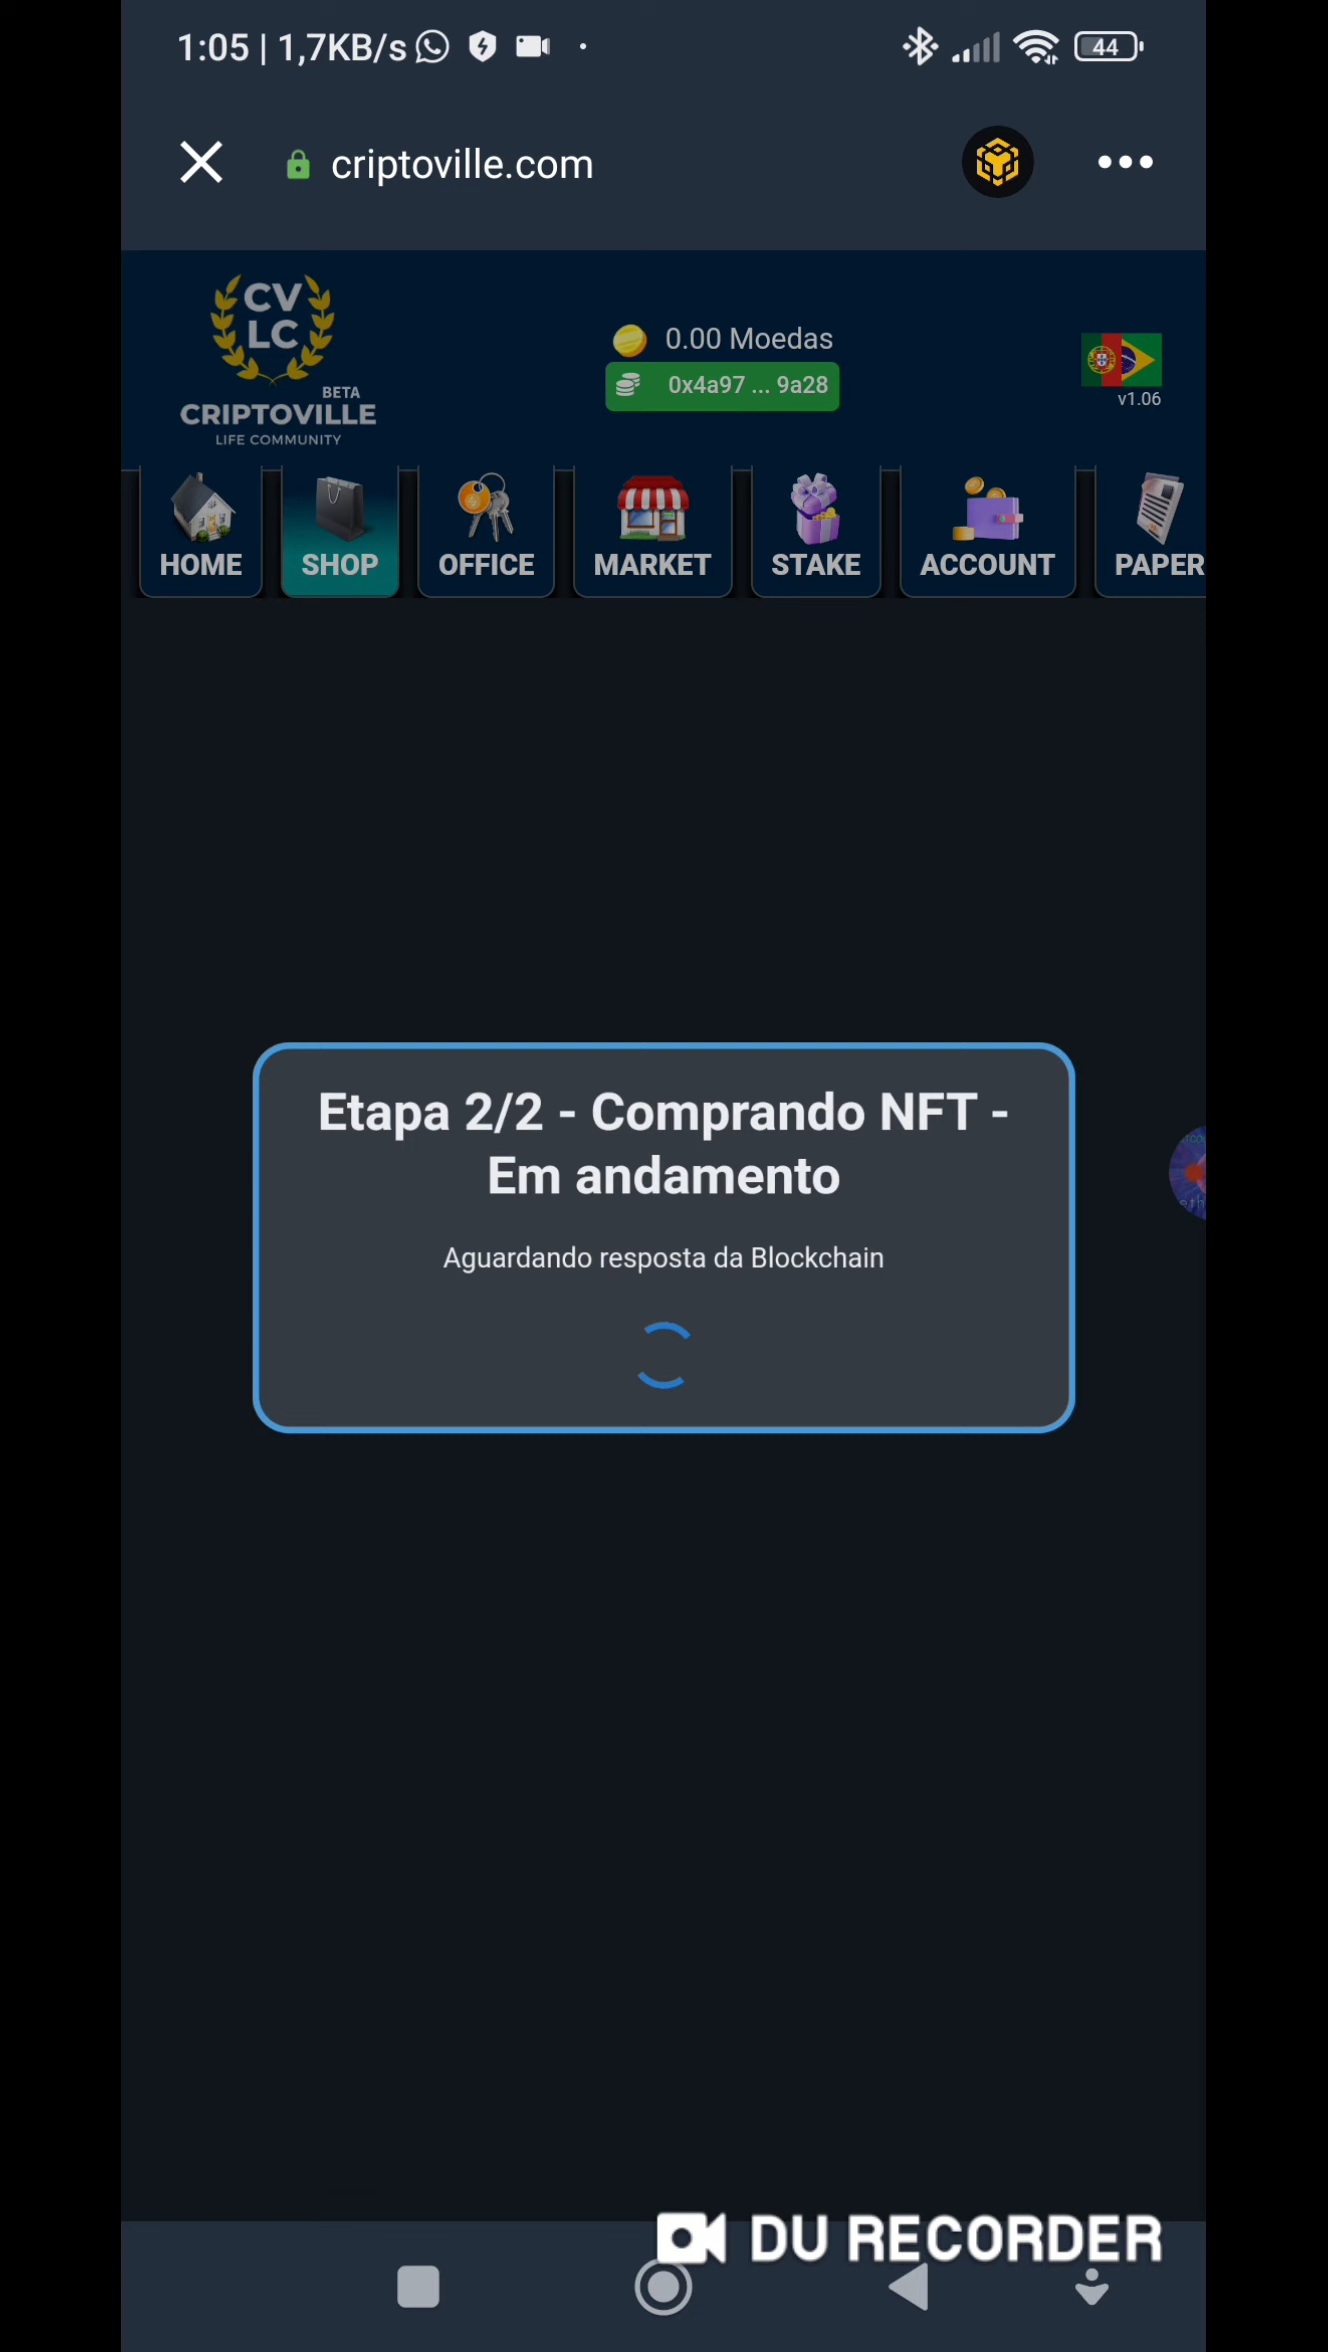 1:05 | 1,7KB/s
44
criptoville.com
CV
LC
BETA
CRIPTOVILLE
LIFE COMMUNITY
0.00 Moedas
0x4a97 ... 9a28
v1.06
HOME
SHOP
OFFICE
MARKET
STAKE
ACCOUNT
PAPER
Etapa 2/2 - Comprando NFT -
Em andamento
Aguardando resposta da Blockchain
DU RECORDER